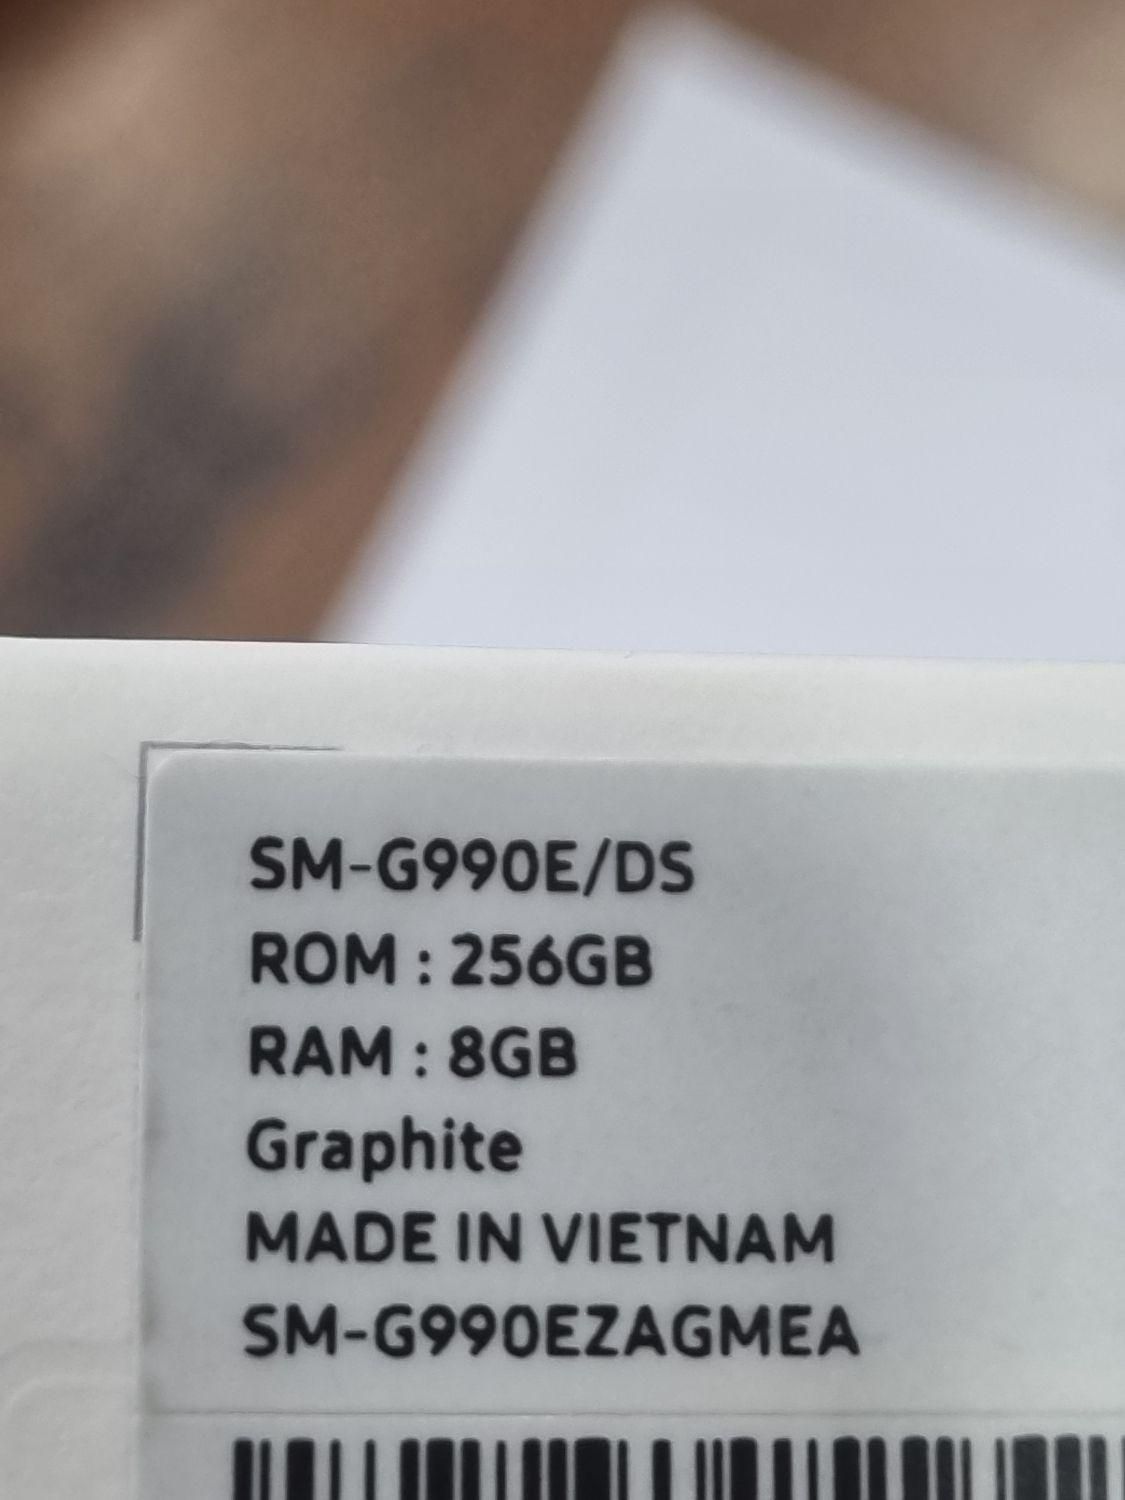 SM-G990E/DS
ROM : 256GB
RAM : 8GB
Graphite
MADE IN VIETNAM
SM-G990EZAGMEA